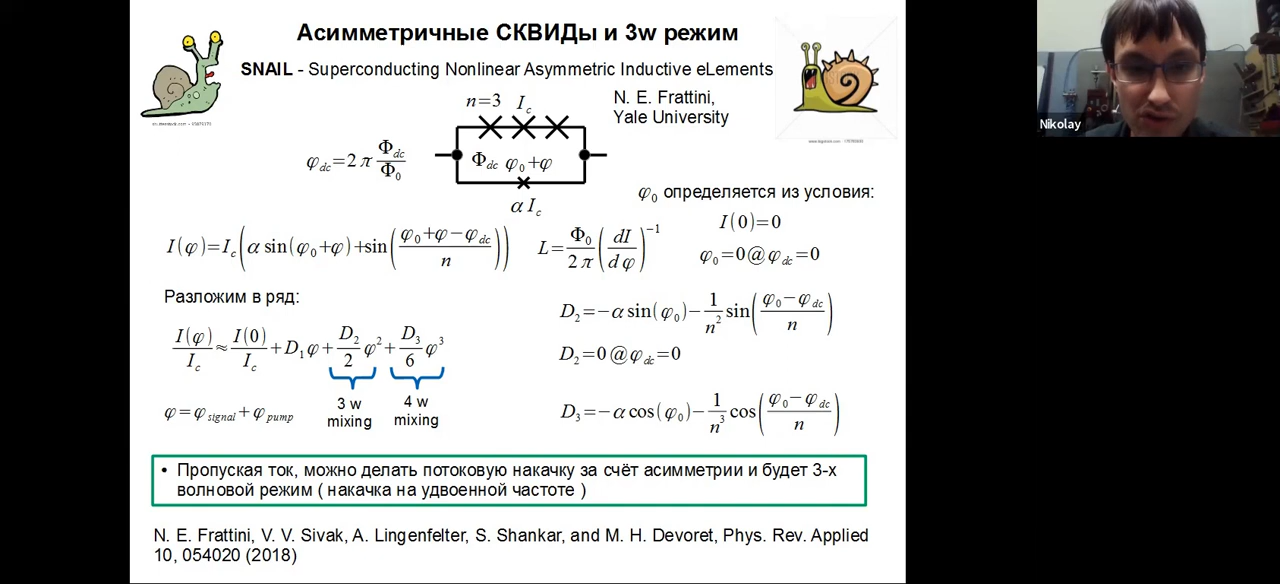 Асимметричные СКВИДы и 3w режим
SNAIL - Superconducting Nonlinear Asymmetric Inductive eLements
N. E. Frattini,
Yale University
n=3 I_c
φ_dc=2π Φ_dc/Φ_0
Φ_dc φ_0+φ
α I_c
φ_0 определяется из условия:
I(0)=0
φ_0=0@φ_dc=0
I(φ)=I_c(α sin(φ_0+φ)+sin((φ_0+φ−φ_dc)/n))
L=Φ_0/2π (dI/dφ)^−1
Разложим в ряд:
I(φ)/I_c≈I(0)/I_c+D_1φ+D_2/2 φ^2+D_3/6 φ^3
3 w
mixing
4 w
mixing
φ=φ_signal+φ_pump
D_2=−α sin(φ_0)−1/n^2 sin((φ_0−φ_dc)/n)
D_2=0@φ_dc=0
D_3=−α cos(φ_0)−1/n^3 cos((φ_0−φ_dc)/n)
• Пропуская ток, можно делать потоковую накачку за счёт асимметрии и будет 3-х
волновой режим ( накачка на удвоенной частоте )
N. E. Frattini, V. V. Sivak, A. Lingenfelter, S. Shankar, and M. H. Devoret, Phys. Rev. Applied
10, 054020 (2018)
Nikolay